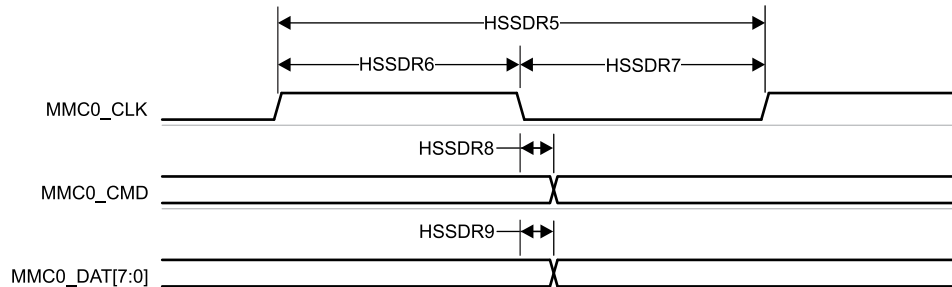 HSSDR5
HSSDR6 HSSDR7
MMC0_CLK
HSSDR8
MMC0_CMD
HSSDR9
MMC0_DAT[7:0]